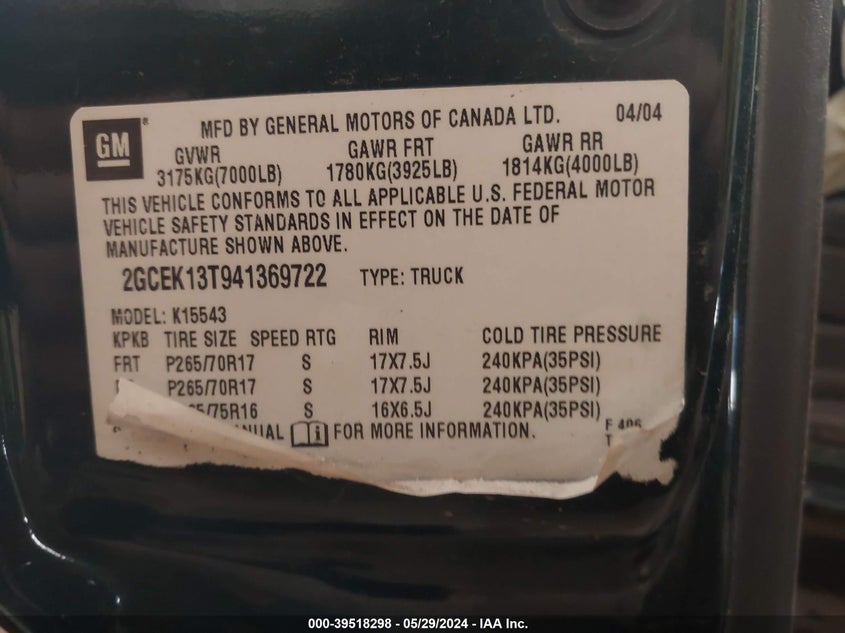 GM ®
MFD BY GENERAL MOTORS OF CANADA LTD. 04/04
GVWR GAWR FRT GAWR RR
3175KG(7000LB) 1780KG(3925LB) 1814KG(4000LB)
THIS VEHICLE CONFORMS TO ALL APPLICABLE U.S. FEDERAL MOTOR
VEHICLE SAFETY STANDARDS IN EFFECT ON THE DATE OF
MANUFACTURE SHOWN ABOVE.
2GCEK13T941369722 TYPE: TRUCK
MODEL: K15543
KPKB TIRE SIZE SPEED RTG RIM COLD TIRE PRESSURE
FRT P265/70R17 S 17X7.5J 240KPA(35PSI)
P265/70R17 S 17X7.5J 240KPA(35PSI)
/75R16 S 16X6.5J 240KPA(35PSI)
FOR MORE INFORMATION.
000-39518298 - 05/29/2024 - IAA Inc.